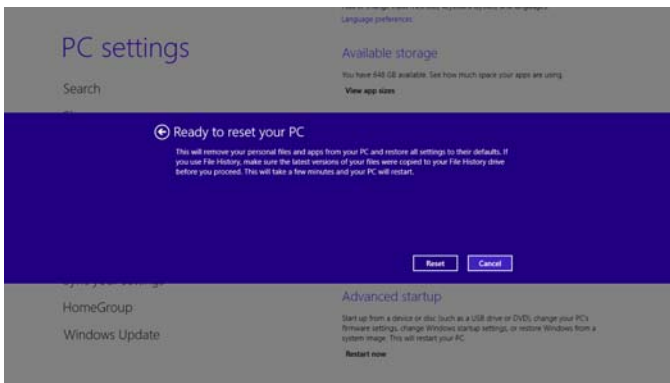 Language preferences
PC settings
Available storage
You have 648 GB available. See how much space your apps are using.
Search
View app sizes
Ready to reset your PC
This will remove your personal files and apps from your PC and restore all settings to their defaults. If
you use File History, make sure the latest versions of your files were copied to your File History drive
before you proceed. This will take a few minutes and your PC will restart.
Reset
Cancel
HomeGroup
Windows Update
Advanced startup
Start up from a device or disc (such as a USB drive or DVD), change your PC's
firmware settings, change Windows startup settings, or restore Windows from a
system image. This will restart your PC.
Restart now